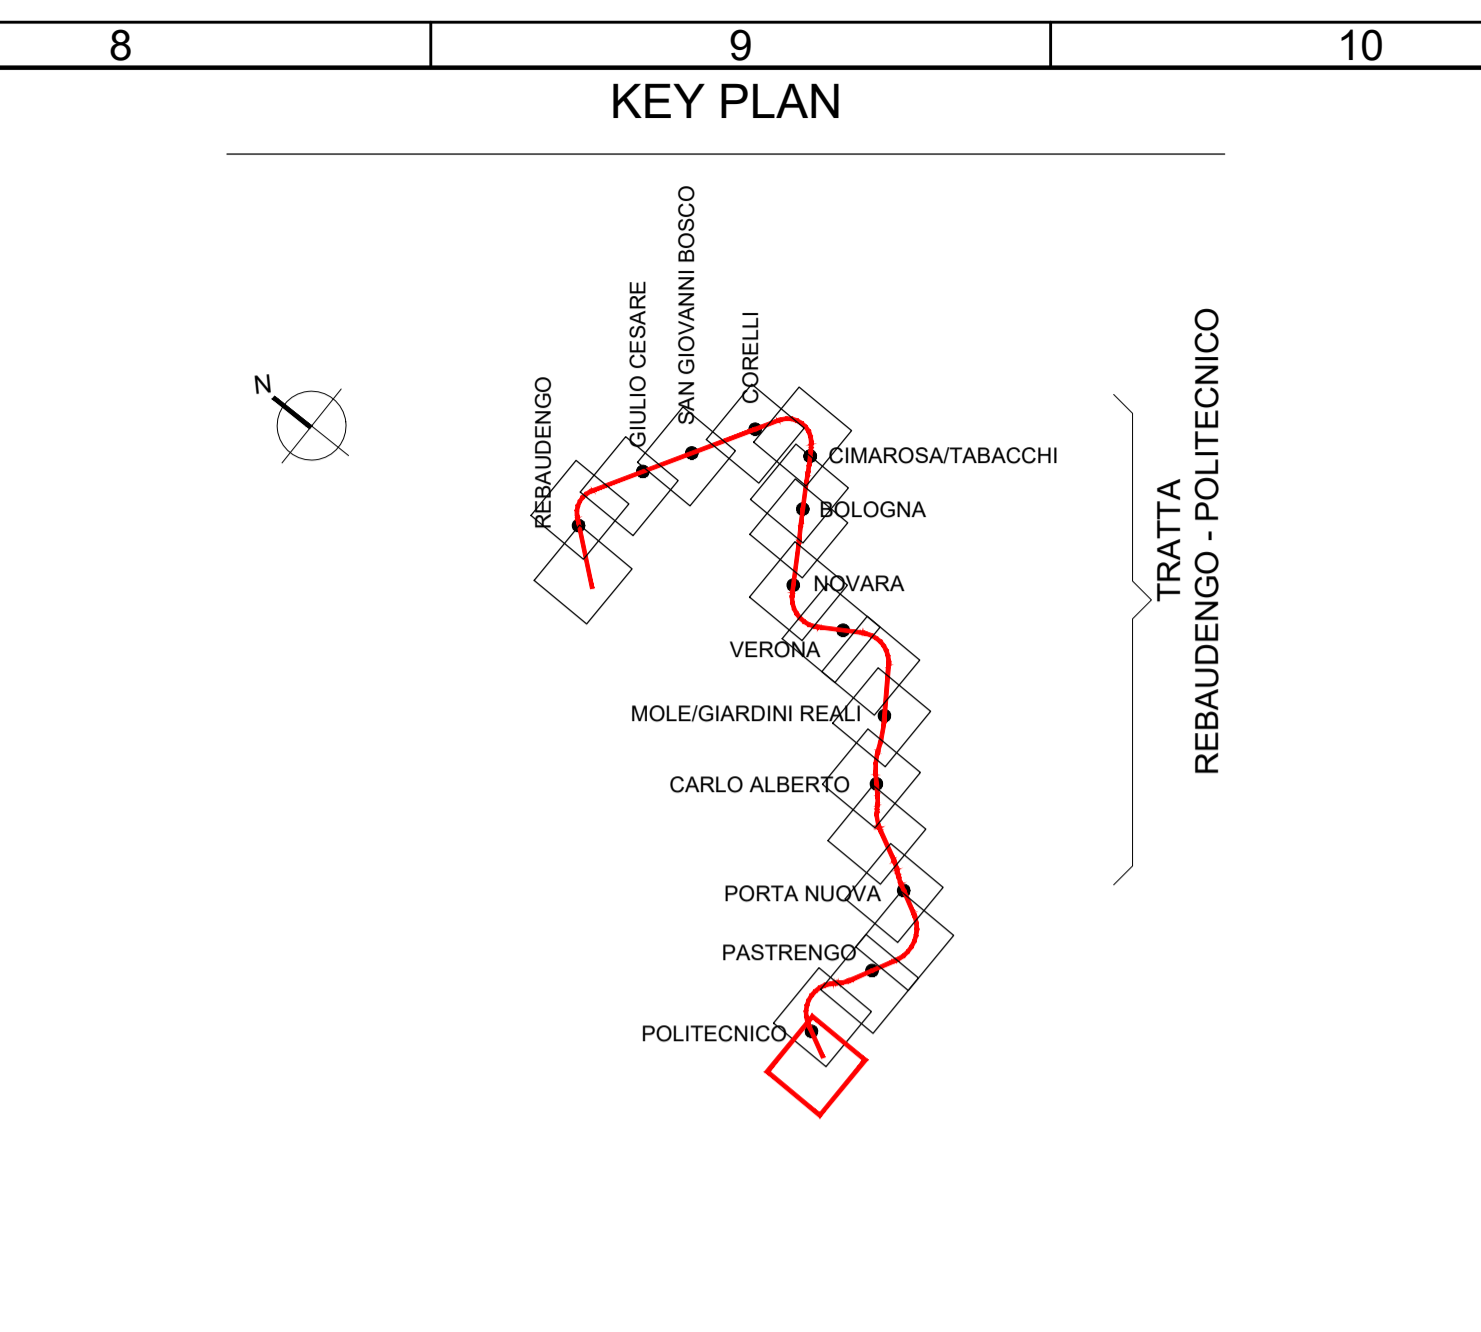 8
9
10
KEY PLAN
N
REBAUDENGO
GIULIO CESARE
SAN GIOVANNI BOSCO
CORELLI
CIMAROSA/TABACCHI
BOLOGNA
NOVARA
VERONA
MOLE/GIARDINI REALI
CARLO ALBERTO
PORTA NUOVA
PASTRENGO
POLITECNICO
TRATTA
REBAUDENGO - POLITECNICO